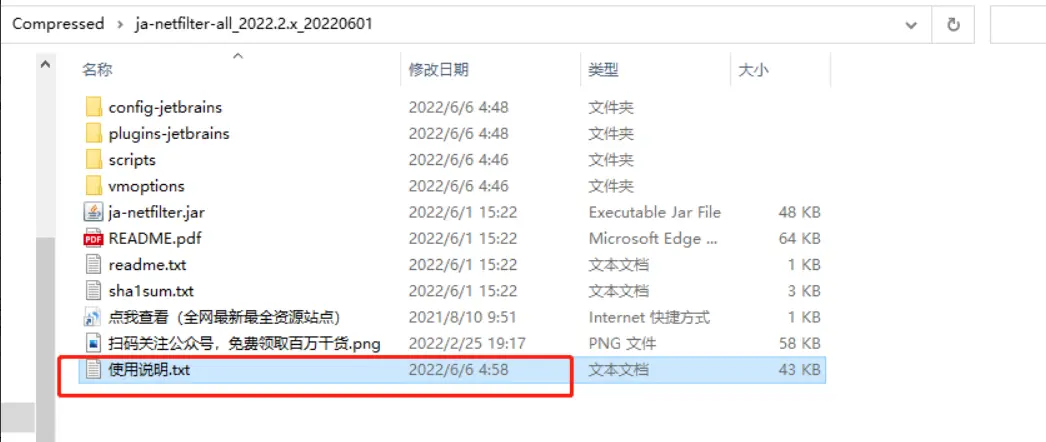 Compressed › ja-netfilter-all_2022.2.x_20220601
名称 修改日期 类型 大小
config-jetbrains 2022/6/6 4:48 文件夹
plugins-jetbrains 2022/6/6 4:48 文件夹
scripts 2022/6/6 4:46 文件夹
vmoptions 2022/6/6 4:46 文件夹
ja-netfilter.jar 2022/6/1 15:22 Executable Jar File 48 KB
PDF README.pdf 2022/6/1 15:22 Microsoft Edge ... 64 KB
readme.txt 2022/6/1 15:22 文本文档 1 KB
sha1sum.txt 2022/6/1 15:22 文本文档 3 KB
点我查看（全网最新最全资源站点） 2021/8/10 9:51 Internet 快捷方式 1 KB
扫码关注公众号，免费领取百万干货.png 2022/2/25 19:17 PNG 文件 58 KB
使用说明.txt 2022/6/6 4:58 文本文档 43 KB